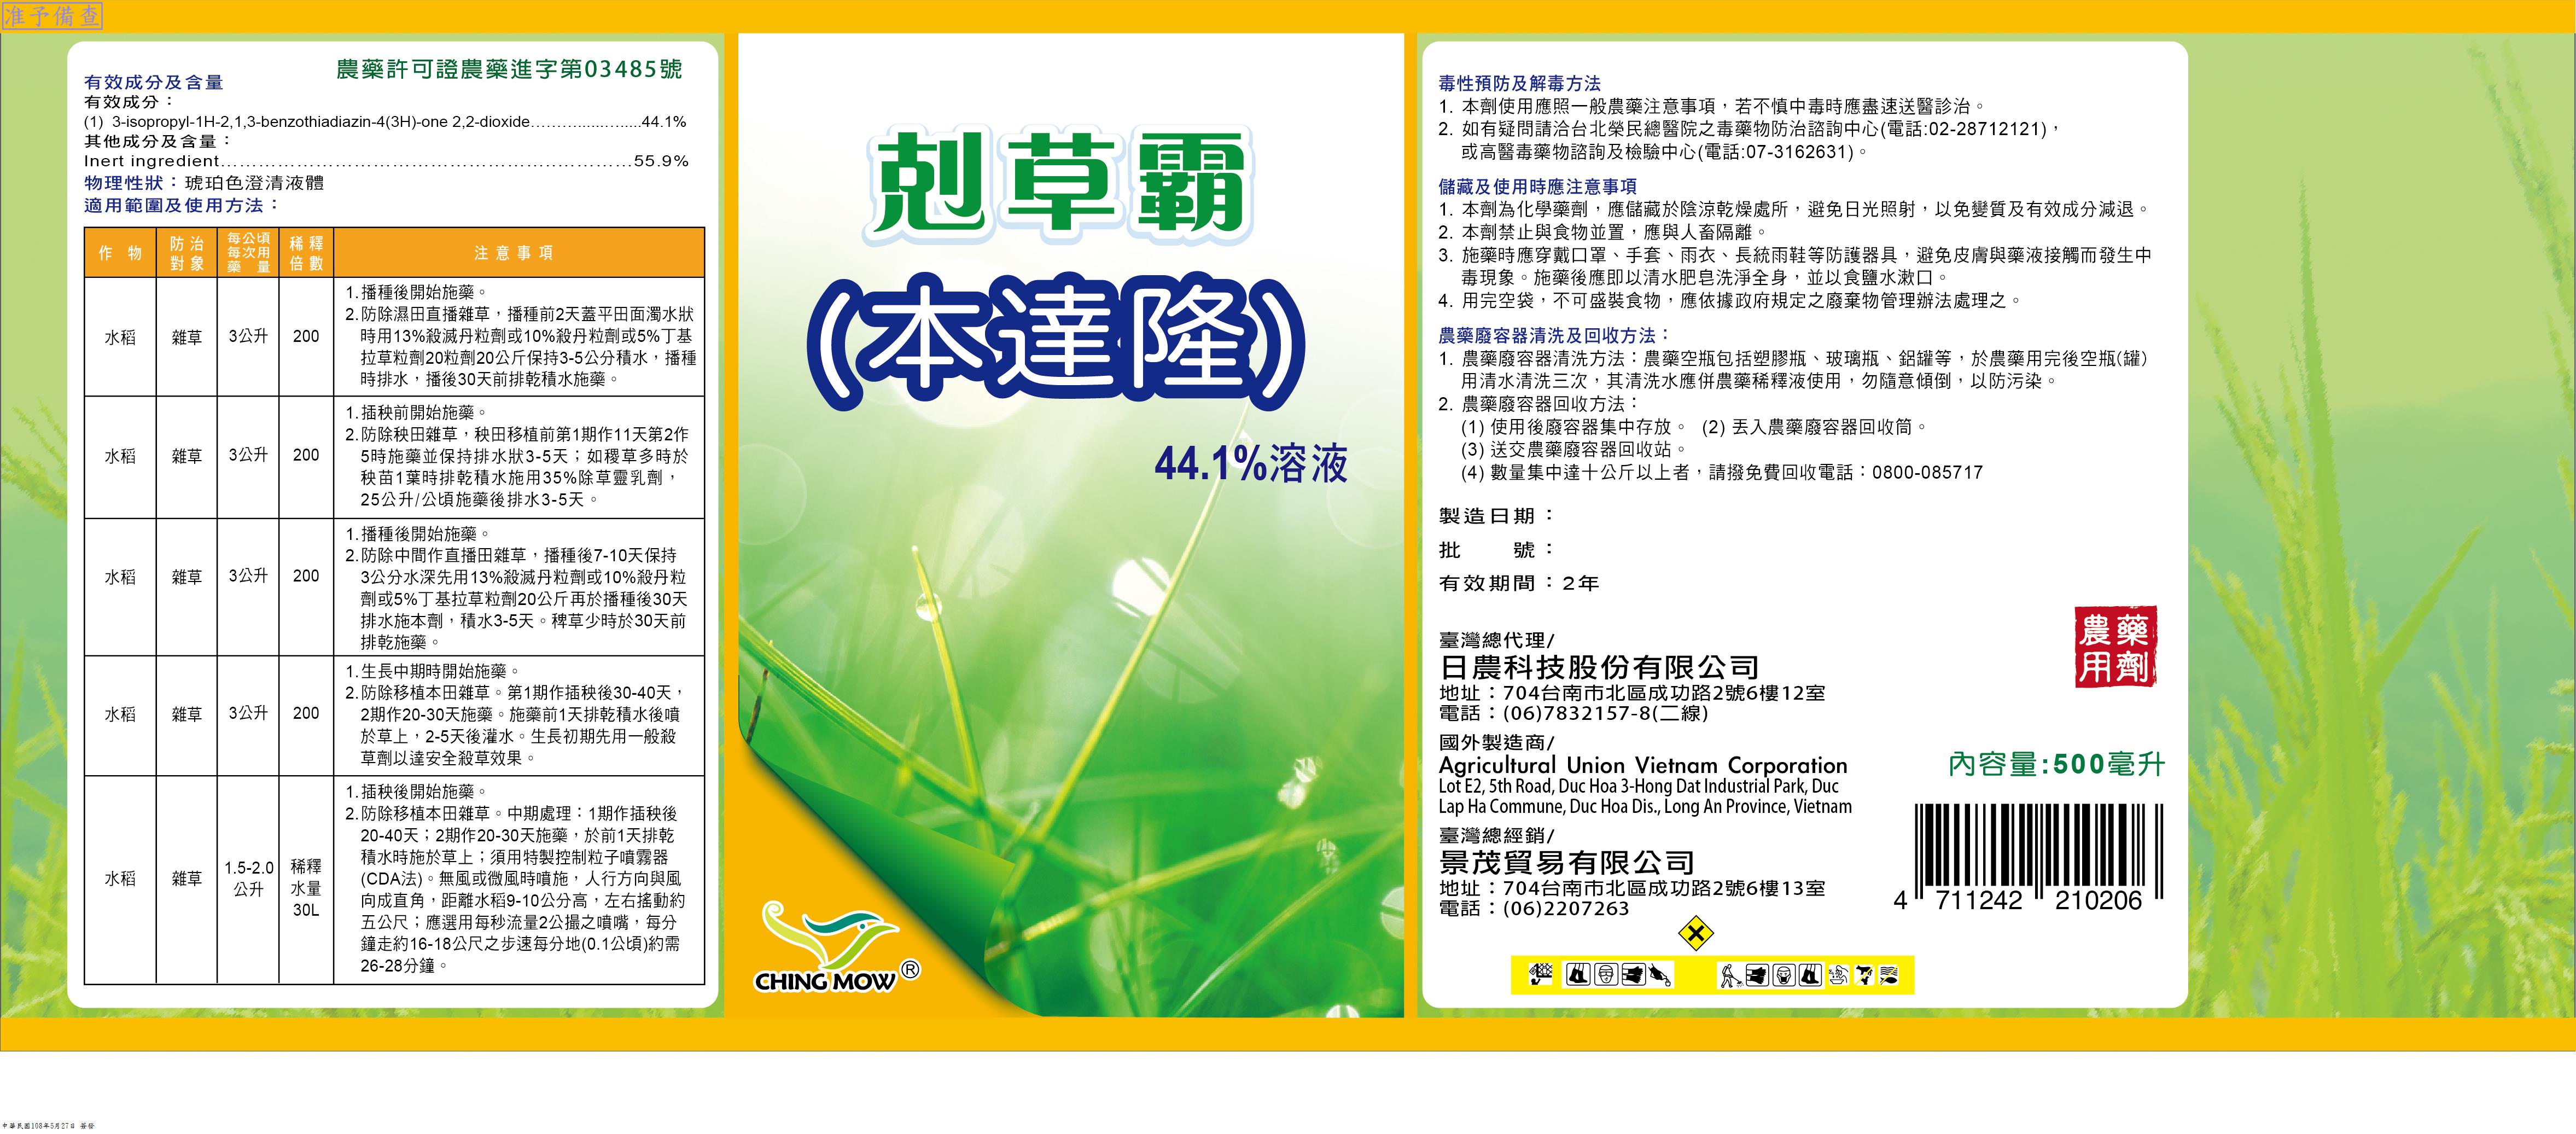 准予備查
農藥許可證農藥進字第03485號
有效成分及含量
有效成分：
(1) 3-isopropyl-1H-2,1,3-benzothiadiazin-4(3H)-one 2,2-dioxide....................44.1%
其他成分及含量：
Inert ingredient................................................................55.9%
物理性狀：琥珀色澄清液體
適用範圍及使用方法：
作 物 防治對象 每公頃每次用藥量 稀釋倍數 注意事項
水稻 雜草 3公升 200
1.播種後開始施藥。
2.防除濕田直播雜草，播種前2天蓋平田面濁水狀
時用13%殺滅丹粒劑或10%殺丹粒劑或5%丁基
拉草粒劑20粒劑20公斤保持3-5公分積水，播種
時排水，播後30天前排乾積水施藥。
水稻 雜草 3公升 200
1.插秧前開始施藥。
2.防除秧田雜草，秧田移植前第1期作11天第2作
5時施藥並保持排水狀3-5天；如稷草多時於
秧苗1葉時排乾積水施用35%除草靈乳劑，
25公升/公頃施藥後排水3-5天。
水稻 雜草 3公升 200
1.播種後開始施藥。
2.防除中間作直播田雜草，播種後7-10天保持
3公分水深先用13%殺滅丹粒劑或10%殺丹粒
劑或5%丁基拉草粒劑20公斤再於播種後30天
排水施本劑，積水3-5天。稗草少時於30天前
排乾施藥。
水稻 雜草 3公升 200
1.生長中期時開始施藥。
2.防除移植本田雜草。第1期作插秧後30-40天，
2期作20-30天施藥。施藥前1天排乾積水後噴
於草上，2-5天後灌水。生長初期先用一般殺
草劑以達安全殺草效果。
水稻 雜草 1.5-2.0公升 稀釋水量30L
1.插秧後開始施藥。
2.防除移植本田雜草。中期處理：1期作插秧後
20-40天；2期作20-30天施藥，於前1天排乾
積水時施於草上；須用特製控制粒子噴霧器
(CDA法)。無風或微風時噴施，人行方向與風
向成直角，距離水稻9-10公分高，左右搖動約
五公尺；應選用每秒流量2公撮之噴嘴，每分
鐘走約16-18公尺之步速每分地(0.1公頃)約需
26-28分鐘。
剋草霸
(本達隆)
44.1%溶液
CHING MOW®
毒性預防及解毒方法
1. 本劑使用應照一般農藥注意事項，若不慎中毒時應盡速送醫診治。
2. 如有疑問請洽台北榮民總醫院之毒藥物防治諮詢中心(電話:02-28712121)，
或高醫毒藥物諮詢及檢驗中心(電話:07-3162631)。
儲藏及使用時應注意事項
1. 本劑為化學藥劑，應儲藏於陰涼乾燥處所，避免日光照射，以免變質及有效成分減退。
2. 本劑禁止與食物並置，應與人畜隔離。
3. 施藥時應穿戴口罩、手套、雨衣、長統雨鞋等防護器具，避免皮膚與藥液接觸而發生中
毒現象。施藥後應即以清水肥皂洗淨全身，並以食鹽水漱口。
4. 用完空袋，不可盛裝食物，應依據政府規定之廢棄物管理辦法處理之。
農藥廢容器清洗及回收方法：
1. 農藥廢容器清洗方法：農藥空瓶包括塑膠瓶、玻璃瓶、鋁罐等，於農藥用完後空瓶(罐)
用清水清洗三次，其清洗水應併農藥稀釋液使用，勿隨意傾倒，以防污染。
2. 農藥廢容器回收方法：
(1) 使用後廢容器集中存放。 (2) 丟入農藥廢容器回收筒。
(3) 送交農藥廢容器回收站。
(4) 數量集中達十公斤以上者，請撥免費回收電話：0800-085717
製造日期：
批 號：
有效期間：2年
農藥
用劑
臺灣總代理/
日農科技股份有限公司
地址：704台南市北區成功路2號6樓12室
電話：(06)7832157-8(二線)
國外製造商/
Agricultural Union Vietnam Corporation
Lot E2, 5th Road, Duc Hoa 3-Hong Dat Industrial Park, Duc
Lap Ha Commune, Duc Hoa Dis., Long An Province, Vietnam
內容量:500毫升
臺灣總經銷/
景茂貿易有限公司
地址：704台南市北區成功路2號6樓13室
電話：(06)2207263
4 711242 210206
中華民國108年5月27日 簽發